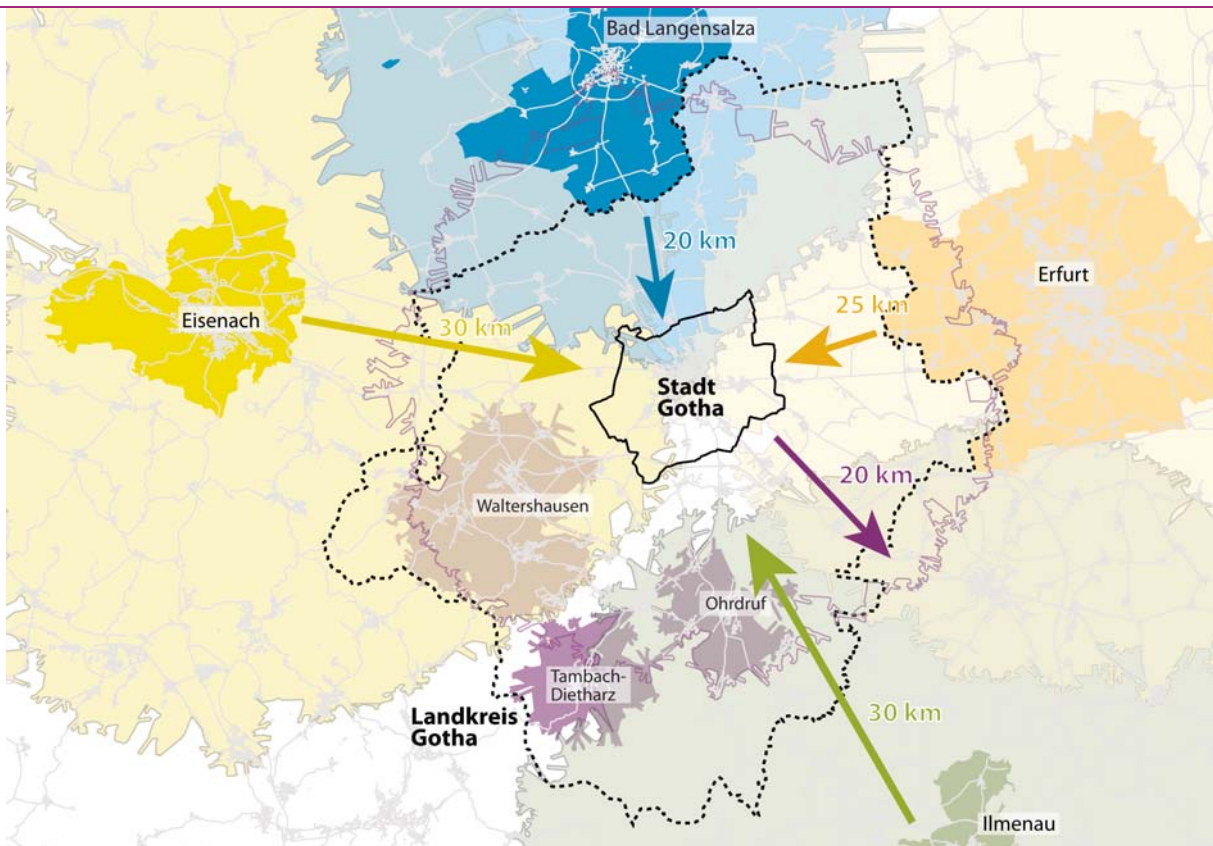 Bad Langensalza
20 km
Erfurt
25 km
Eisenach
30 km
Stadt
Gotha
20 km
Waltershausen
Ohrdruf
Tambach-
Dietharz
Landkreis
Gotha
30 km
Ilmenau